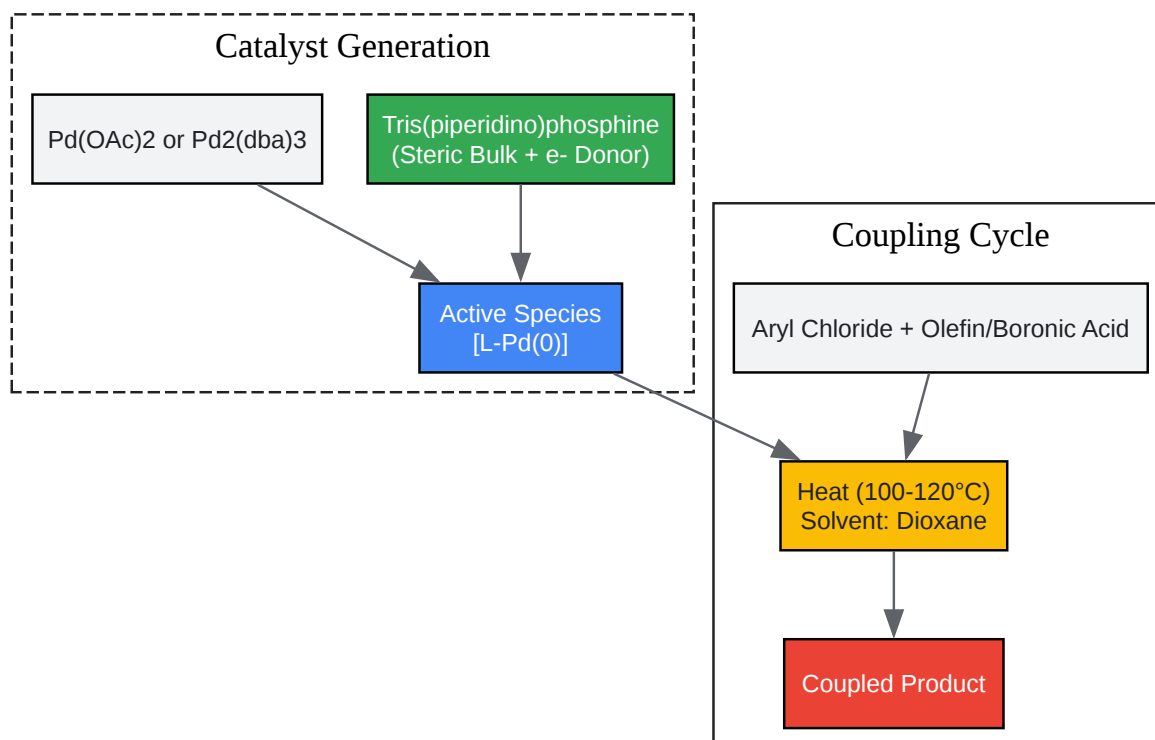 Catalyst Generation
Pd(OAc)2 or Pd2(dba)3
Tris(piperidino)phosphine
(Steric Bulk + e- Donor)
Active Species
[L-Pd(0)]
Coupling Cycle
Aryl Chloride + Olefin/Boronic Acid
Heat (100-120°C)
Solvent: Dioxane
Coupled Product